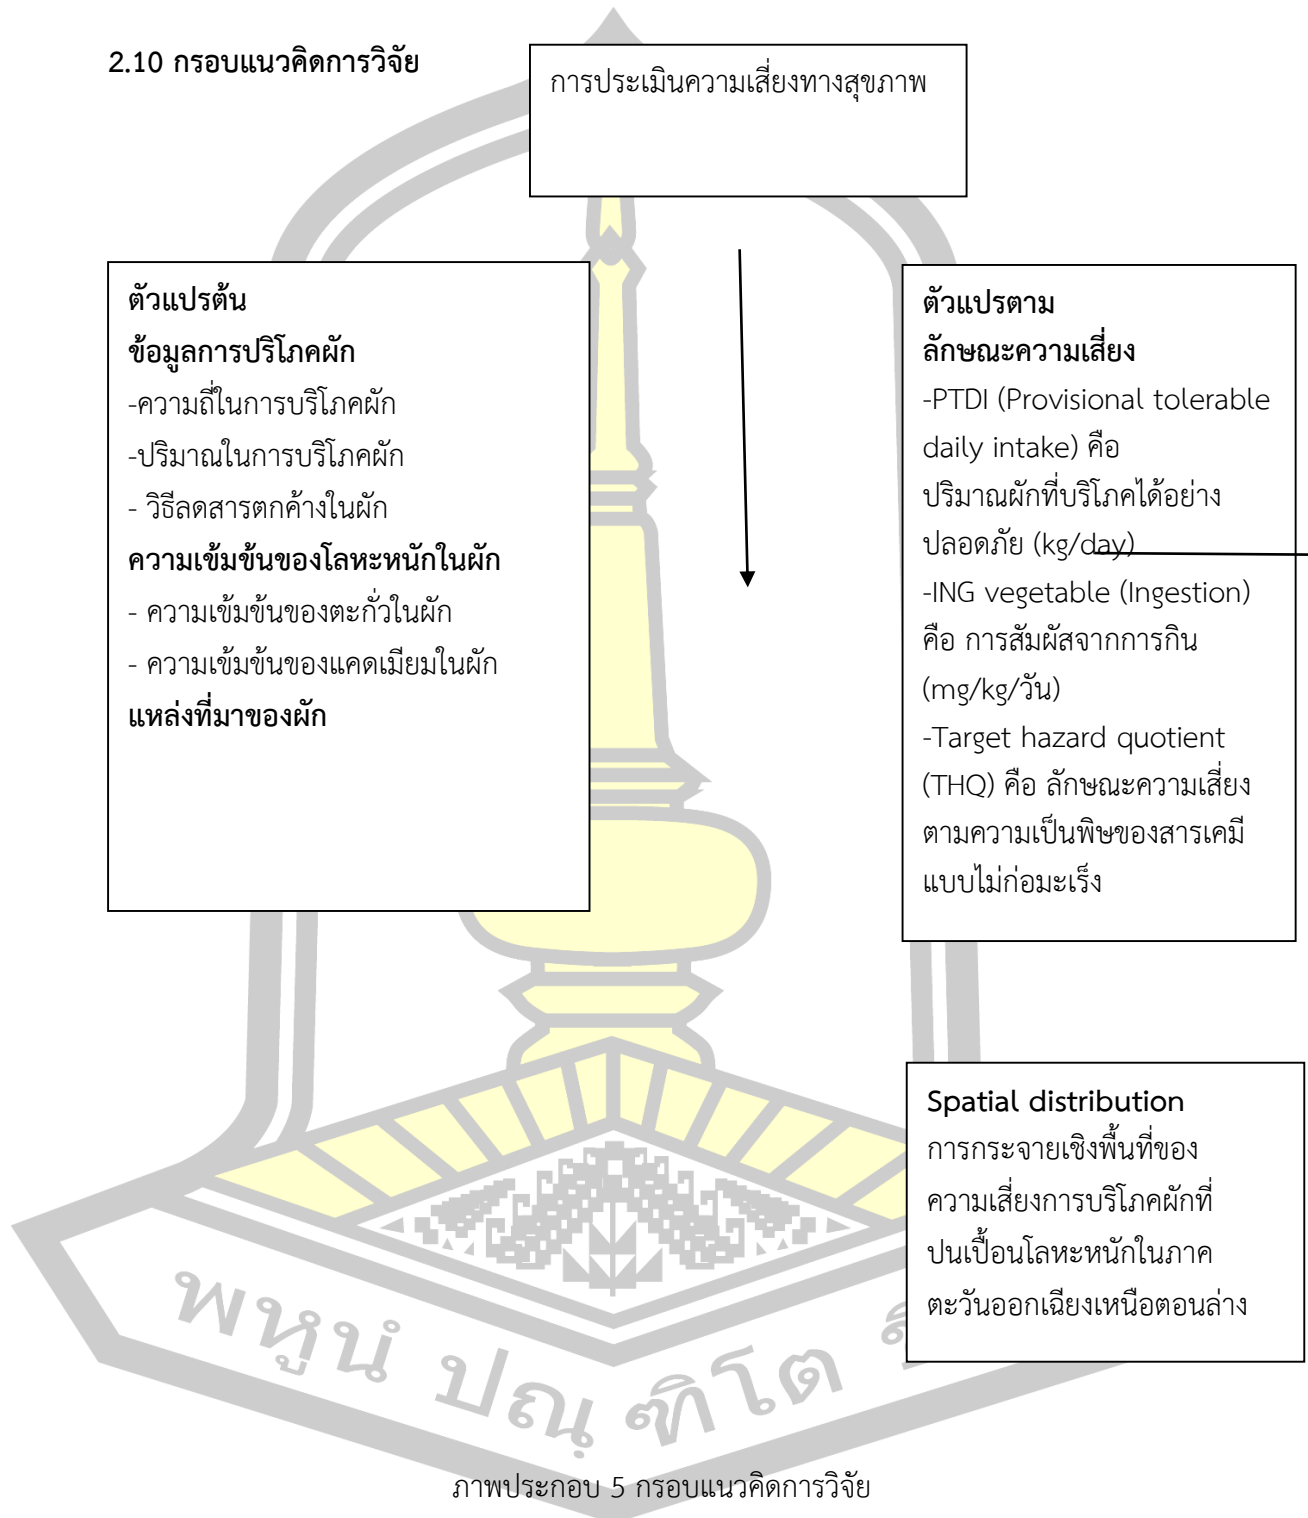 2.10 กรอบแนวคิดการวิจัย
การประเมินความเสี่ยงทางสุขภาพ
ตัวแปรต้น
ข้อมูลการบริโภคผัก
-ความถี่ในการบริโภคผัก
-ปริมาณในการบริโภคผัก
- วิธีลดสารตกค้างในผัก
ความเข้มข้นของโลหะหนักในผัก
- ความเข้มข้นของตะกั่วในผัก
- ความเข้มข้นของแคดเมียมในผัก
แหล่งที่มาของผัก
ตัวแปรตาม
ลักษณะความเสี่ยง
-PTDI (Provisional tolerable
daily intake) คือ
ปริมาณผักที่บริโภคได้อย่าง
ปลอดภัย (kg/day)
-ING vegetable (Ingestion)
คือ การสัมผัสจากการกิน
(mg/kg/วัน)
-Target hazard quotient
(THQ) คือ ลักษณะความเสี่ยง
ตามความเป็นพิษของสารเคมี
แบบไม่ก่อมะเร็ง
Spatial distribution
การกระจายเชิงพื้นที่ของ
ความเสี่ยงการบริโภคผักที่
ปนเปื้อนโลหะหนักในภาค
ตะวันออกเฉียงเหนือตอนล่าง
พหูนํ ปณฺ ฑิโต
ภาพประกอบ 5 กรอบแนวคิดการวิจัย